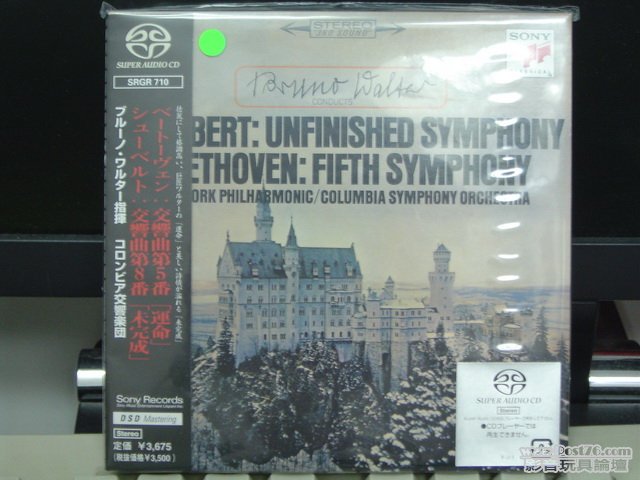 SUPER AUDIO CD
SRGR 710
ベートーヴェン：交響曲第5番「運命」
シューベルト：交響曲第8番「未完成」
ブルーノ・ワルター指揮 コロンビア交響楽団
Sony Records
DSD Mastering
Stereo
定価 ¥3,675
(税抜価格¥3,500)
STEREO
360 SOUND
SONY
CLASSICAL
Bruno Walter
CONDUCTS
BERT: UNFINISHED SYMPHONY
THOVEN: FIFTH SYMPHONY
ORK PHILHARMONIC/COLUMBIA SYMPHONY ORCHESTRA
SUPER AUDIO CD
Stereo
●CDプレーヤーでは
再生できません。
影音玩具論壇